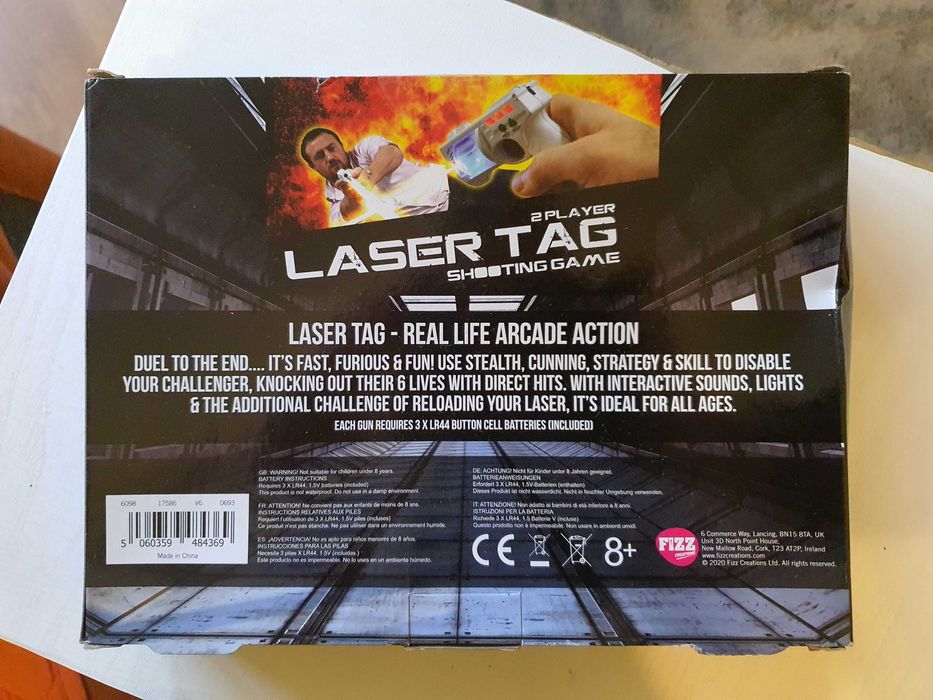 2 PLAYER
LASER TAG
SHOOTING GAME
LASER TAG - REAL LIFE ARCADE ACTION
DUEL TO THE END.... IT'S FAST, FURIOUS & FUN! USE STEALTH, CUNNING, STRATEGY & SKILL TO DISABLE
YOUR CHALLENGER, KNOCKING OUT THEIR 6 LIVES WITH DIRECT HITS. WITH INTERACTIVE SOUNDS, LIGHTS
& THE ADDITIONAL CHALLENGE OF RELOADING YOUR LASER, IT'S IDEAL FOR ALL AGES.
EACH GUN REQUIRES 3 X LR44 BUTTON CELL BATTERIES (INCLUDED)
6098 17586 V6 0693
5 060359 484369
Made in China
GB: WARNING! Not suitable for children under 8 years.
BATTERY INSTRUCTIONS
Requires 3 X LR44, 1.5V batteries (included)
This product is not waterproof. Do not use in a damp environment.
FR: ATTENTION! Ne convient pas aux enfants de moins de 8 ans.
INSTRUCTIONS RELATIVES AUX PILES
Requiert l'utilisation de 3 X LR44, 1.5V piles (incluses)
Ce produit n'est pas étanche. Ne pas utiliser dans un environnement humide.
ES: ¡ADVERTENCIA! No es apto para niños menores de 8 años.
INSTRUCCIONES PARA LAS PILAS
Necesita 3 pilas X LR44, 1.5V (incluidas.)
Este producto no es impermeable. No lo uses en un ambiente húmedo.
DE: ACHTUNG! Nicht für Kinder unter 8 Jahren geeignet.
BATTERIEANWEISUNGEN
Erfordert 3 X LR44, 1.5V-Batterien (enthalten)
Dieses Produkt ist nicht wasserdicht. Nicht in feuchter Umgebung verwenden.
IT: ATTENZIONE! Non adatto ai bambini di età inferiore a 8 anni.
ISTRUZIONI PER LA BATTERIA
Richiede 3 X LR44, 1.5 Batterie V (incluse)
Questo prodotto non è impermeabile. Non usare in ambienti umidi.
CE 8+
FIZZ
CREATIONS
6 Commerce Way, Lancing, BN15 8TA, UK
Unit 3D North Point House,
New Mallow Road, Cork, T23 AT2P, Ireland
www.fizzcreations.com
© 2020 Fizz Creations Ltd. All rights reserved.